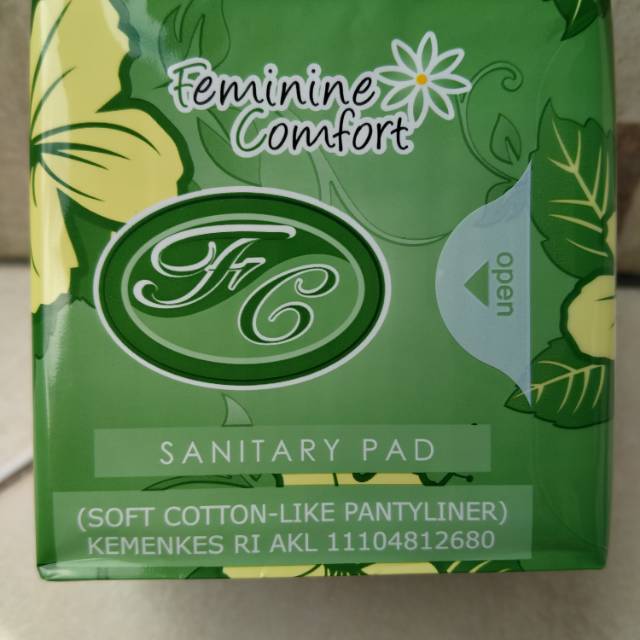 Feminine
Comfort
FC
open
SANITARY PAD
(SOFT COTTON-LIKE PANTYLINER)
KEMENKES RI AKL 11104812680